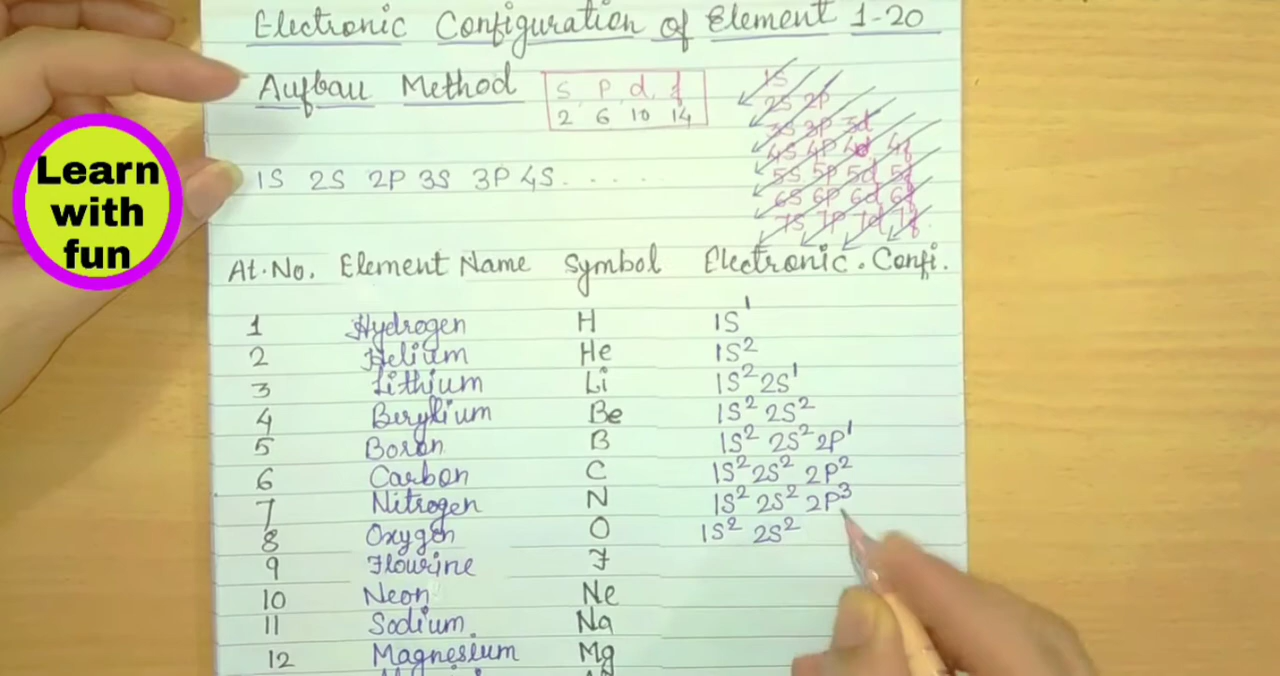 Electronic Configuration of Element 1-20
Aufbau Method
S P d f
2 6 10 14
1S
2S 2P
3S 3P 3d
4S 4P 4d 4f
5S 5P 5d 5f
6S 6P 6d 6f
7S 7P 7d 7f
Learn
with
fun
1S 2S 2P 3S 3P 4S. . . . .
At.No. Element Name Symbol Electronic. Confi.
1 Hydrogen H 1S¹
2 Helium He 1S²
3 Lithium Li 1S² 2S¹
4 Berylium Be 1S² 2S²
5 Boron B 1S² 2S² 2P¹
6 Carbon C 1S² 2S² 2P²
7 Nitrogen N 1S² 2S² 2P³
8 Oxygen O 1S² 2S²
9 Flourine F
10 Neon Ne
11 Sodium Na
12 Magnesium Mg